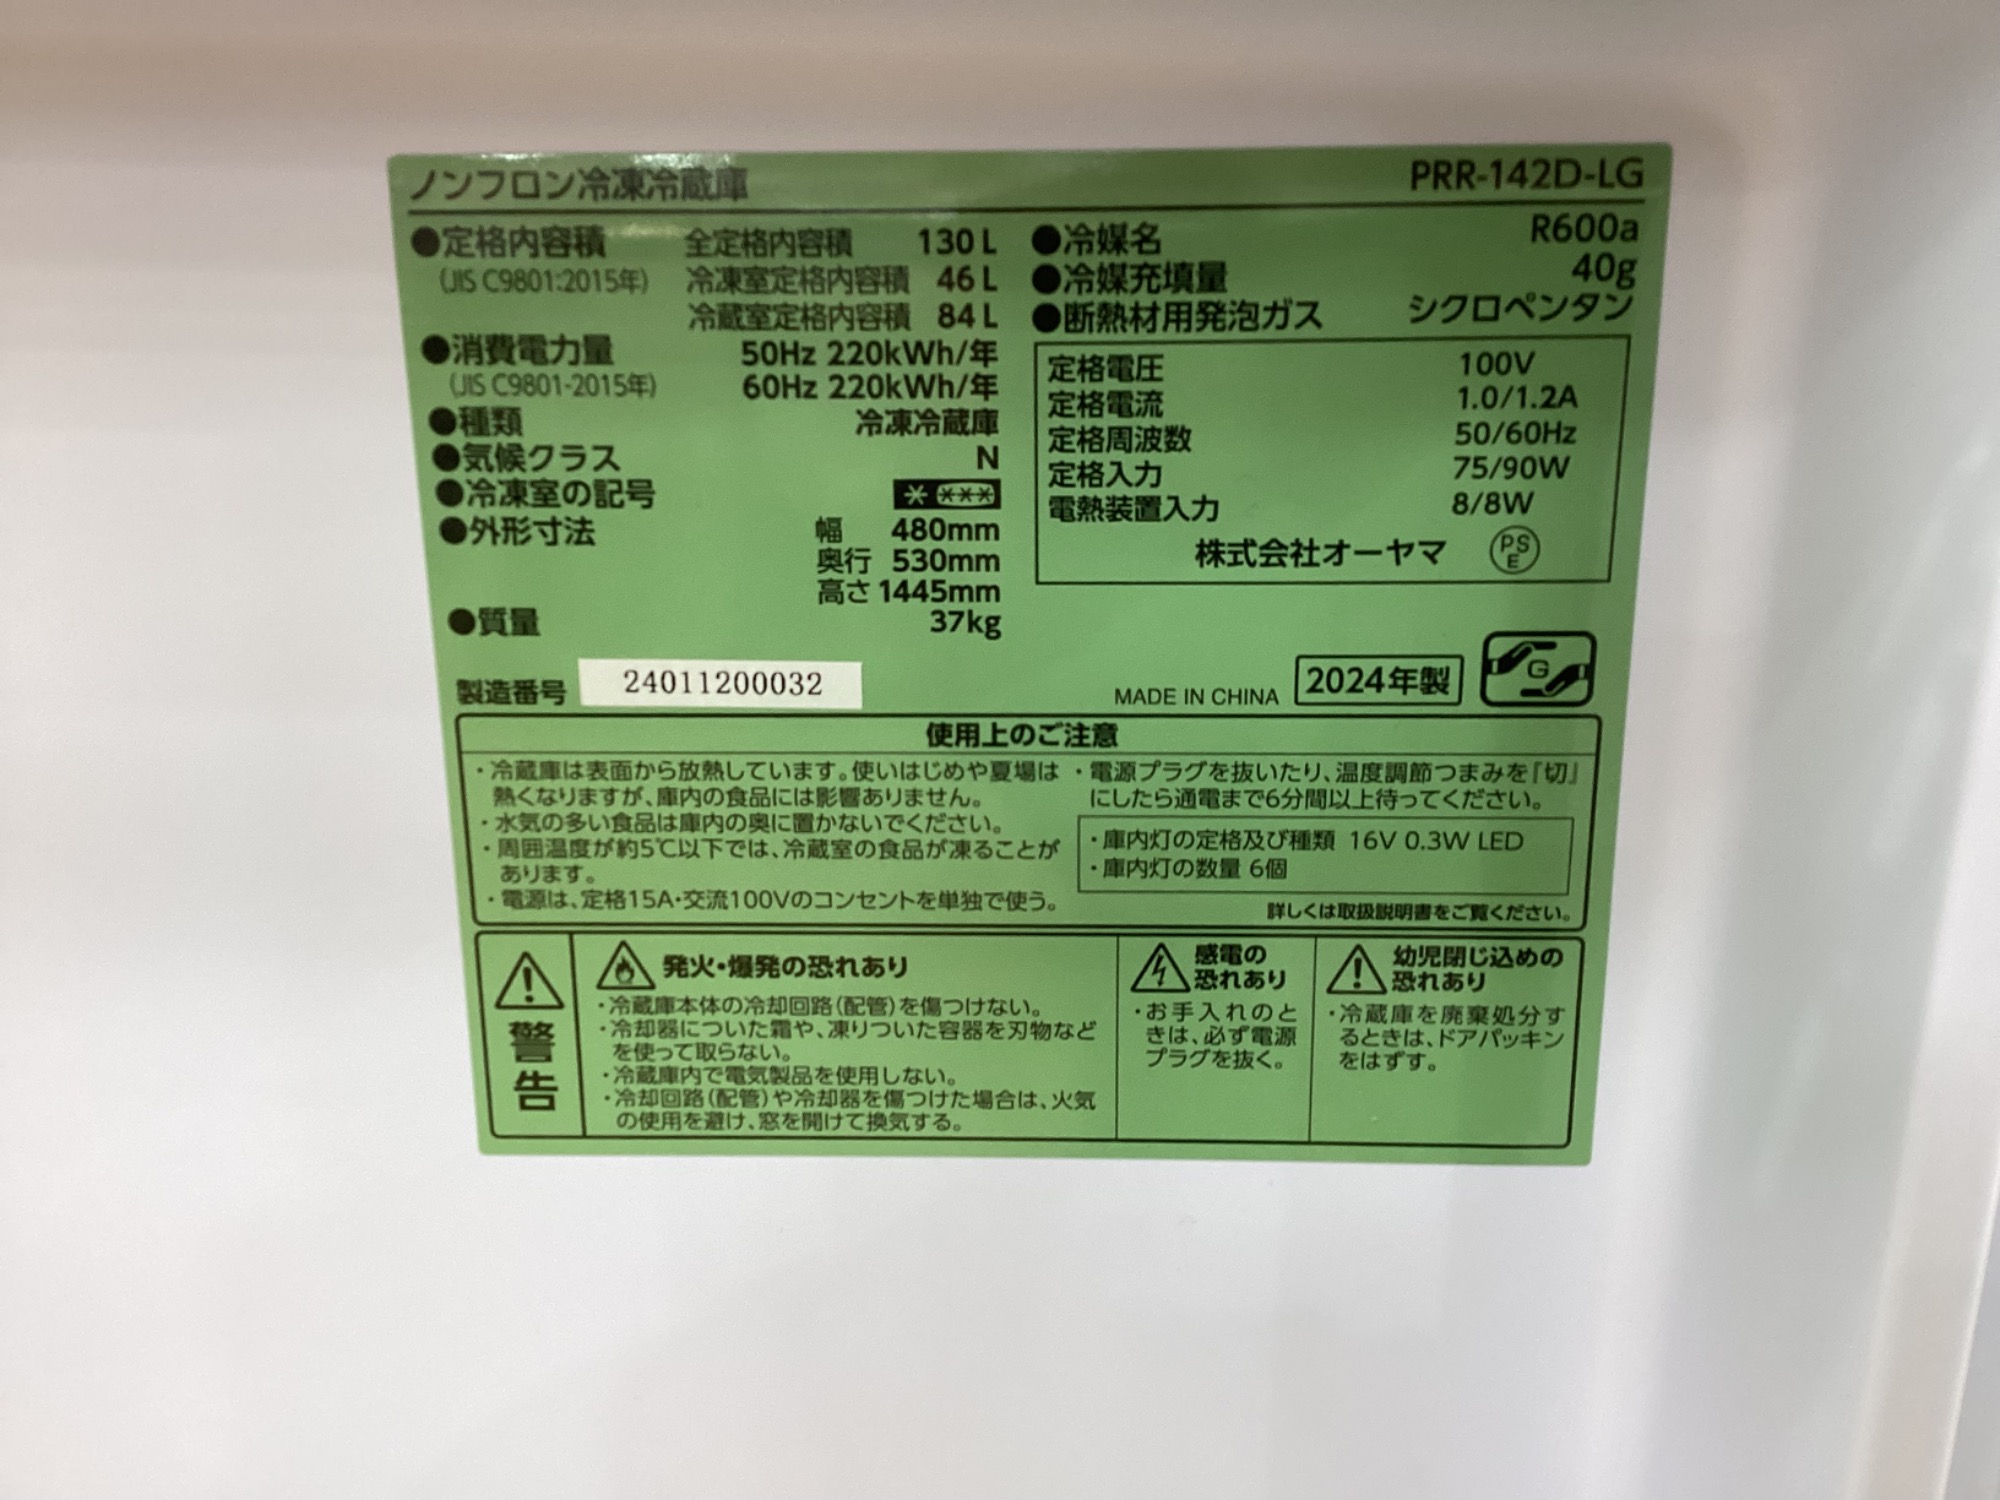 ノンフロン冷凍冷蔵庫 PRR-142D-LG
●定格内容積 全定格内容積 130L
(JIS C9801:2015年) 冷凍室定格内容積 46L
冷蔵室定格内容積 84L
●消費電力量 50Hz 220kWh/年
(JIS C9801-2015年) 60Hz 220kWh/年
●種類 冷凍冷蔵庫
●気候クラス N
●冷凍室の記号 * ***
●外形寸法 幅 480mm
奥行 530mm
高さ 1445mm
●質量 37kg
●冷媒名 R600a
●冷媒充填量 40g
●断熱材用発泡ガス シクロペンタン
定格電圧 100V
定格電流 1.0/1.2A
定格周波数 50/60Hz
定格入力 75/90W
電熱装置入力 8/8W
株式会社オーヤマ PSE
製造番号 24011200032
MADE IN CHINA 2024年製 G
使用上のご注意
・冷蔵庫は表面から放熱しています。使いはじめや夏場は
熱くなりますが、庫内の食品には影響ありません。
・水気の多い食品は庫内の奥に置かないでください。
・周囲温度が約5℃以下では、冷蔵室の食品が凍ることが
あります。
・電源は、定格15A・交流100Vのコンセントを単独で使う。
・電源プラグを抜いたり、温度調節つまみを『切』
にしたら通電まで6分間以上待ってください。
・庫内灯の定格及び種類 16V 0.3W LED
・庫内灯の数量 6個
詳しくは取扱説明書をご覧ください。
警告
発火・爆発の恐れあり
・冷蔵庫本体の冷却回路(配管)を傷つけない。
・冷却器についた霜や、凍りついた容器を刃物など
を使って取らない。
・冷蔵庫内で電気製品を使用しない。
・冷却回路(配管)や冷却器を傷つけた場合は、火気
の使用を避け、窓を開けて換気する。
感電の
恐れあり
・お手入れのと
きは、必ず電源
プラグを抜く。
幼児閉じ込めの
恐れあり
・冷蔵庫を廃棄処分す
るときは、ドアパッキン
をはずす。